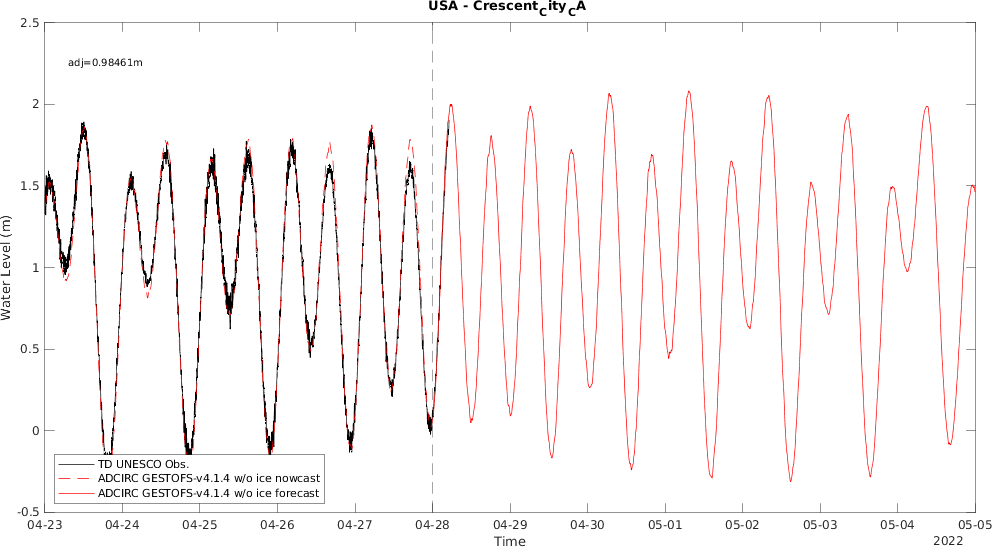 USA - Crescent_City_CA
2.5
adj=0.98461m
2
1.5
1
0.5
0
-0.5
Water Level (m)
TD UNESCO Obs.
ADCIRC GESTOFS-v4.1.4 w/o ice nowcast
ADCIRC GESTOFS-v4.1.4 w/o ice forecast
04-23 04-24 04-25 04-26 04-27 04-28 04-29 04-30 05-01 05-02 05-03 05-04 05-05
Time
2022